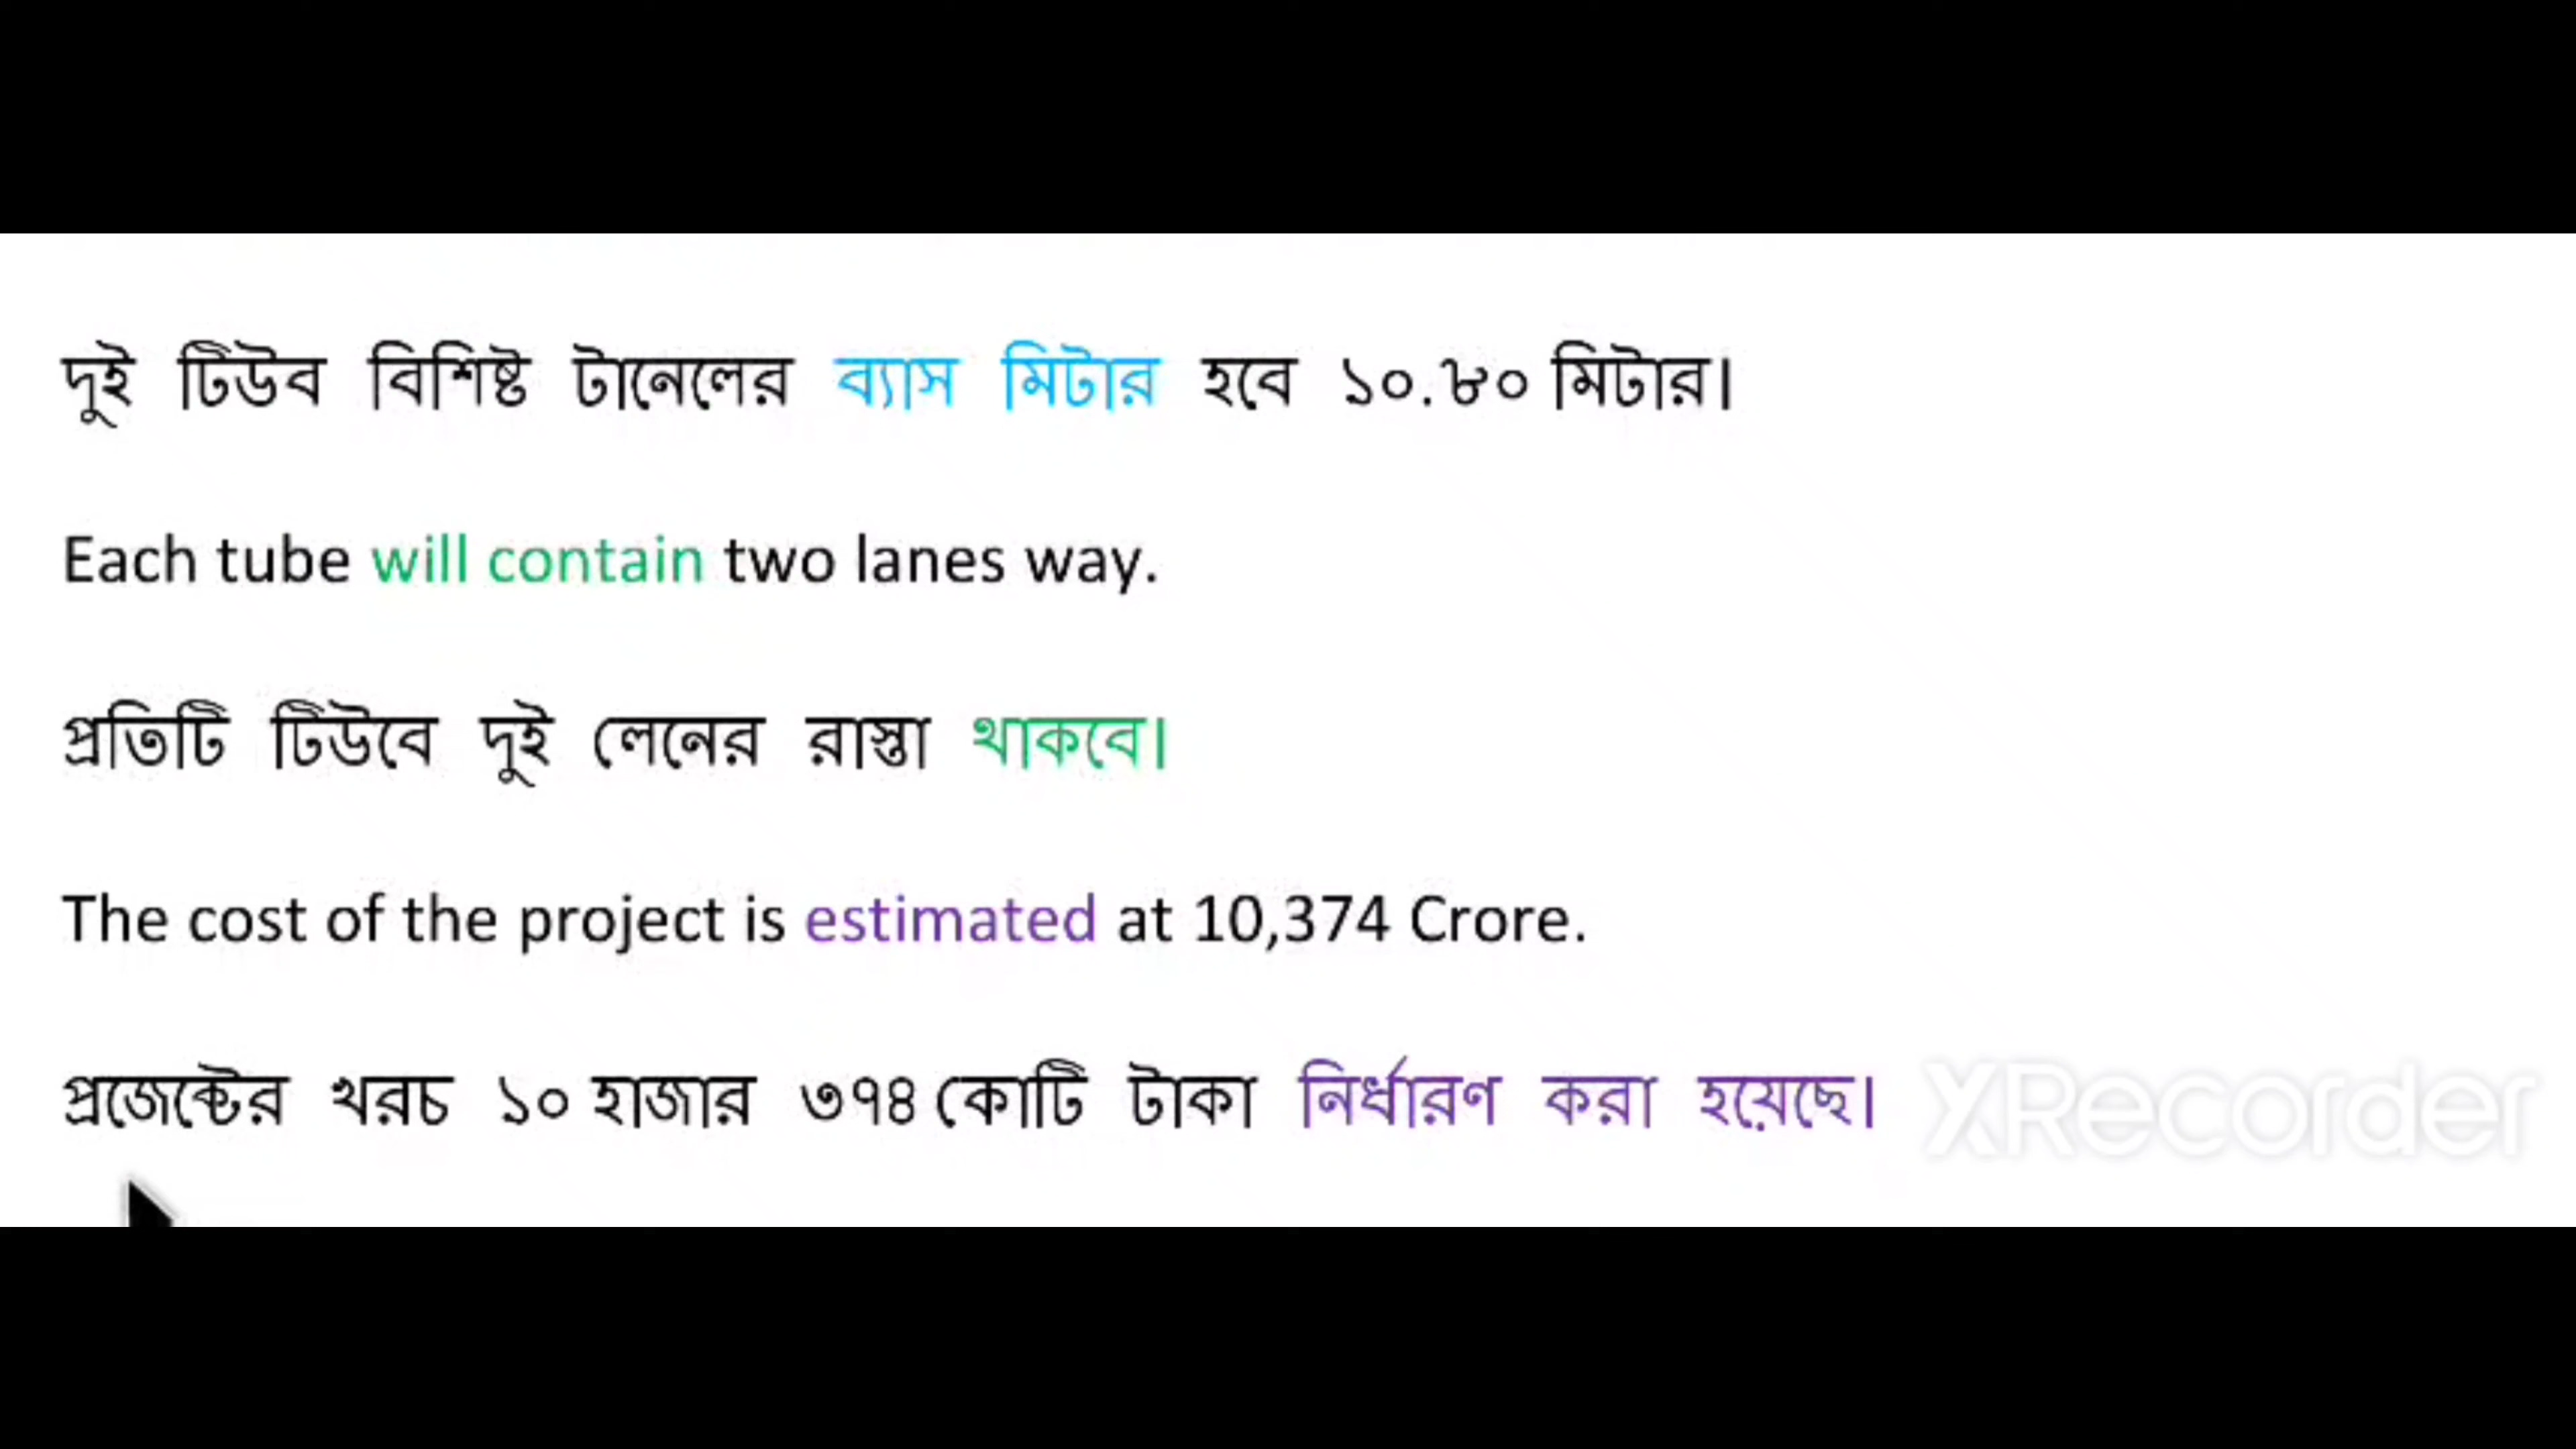 দুই টিউব বিশিষ্ট টানেলের ব্যাস মিটার হবে ১০.৮০ মিটার।
Each tube will contain two lanes way.
প্রতিটি টিউবে দুই লেনের রাস্তা থাকবে।
The cost of the project is estimated at 10,374 Crore.
প্রজেক্টের খরচ ১০ হাজার ৩৭৪ কোটি টাকা নির্ধারণ করা হয়েছে।
XRecorder